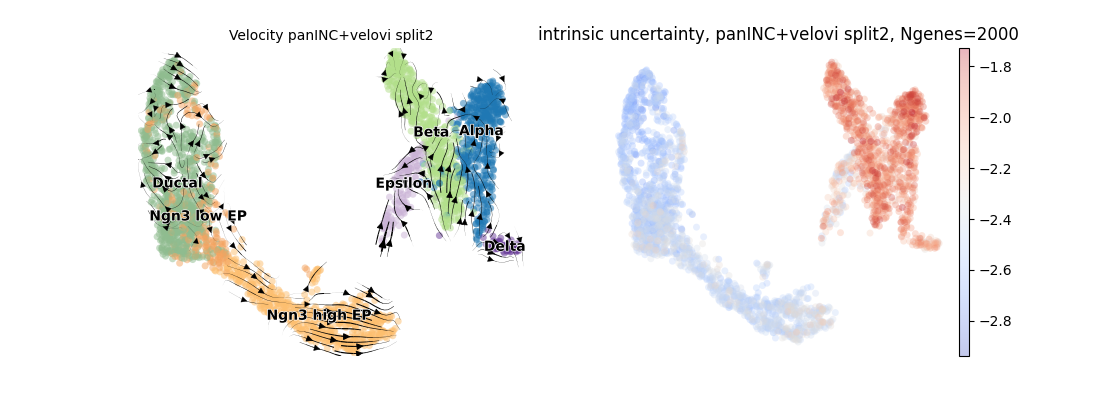 Velocity panINC+velovi split2
Beta
Alpha
Ductal
Epsilon
Ngn3 low EP
Delta
Ngn3 high EP
intrinsic uncertainty, panINC+velovi split2, Ngenes=2000
−1.8
−2.0
−2.2
−2.4
−2.6
−2.8